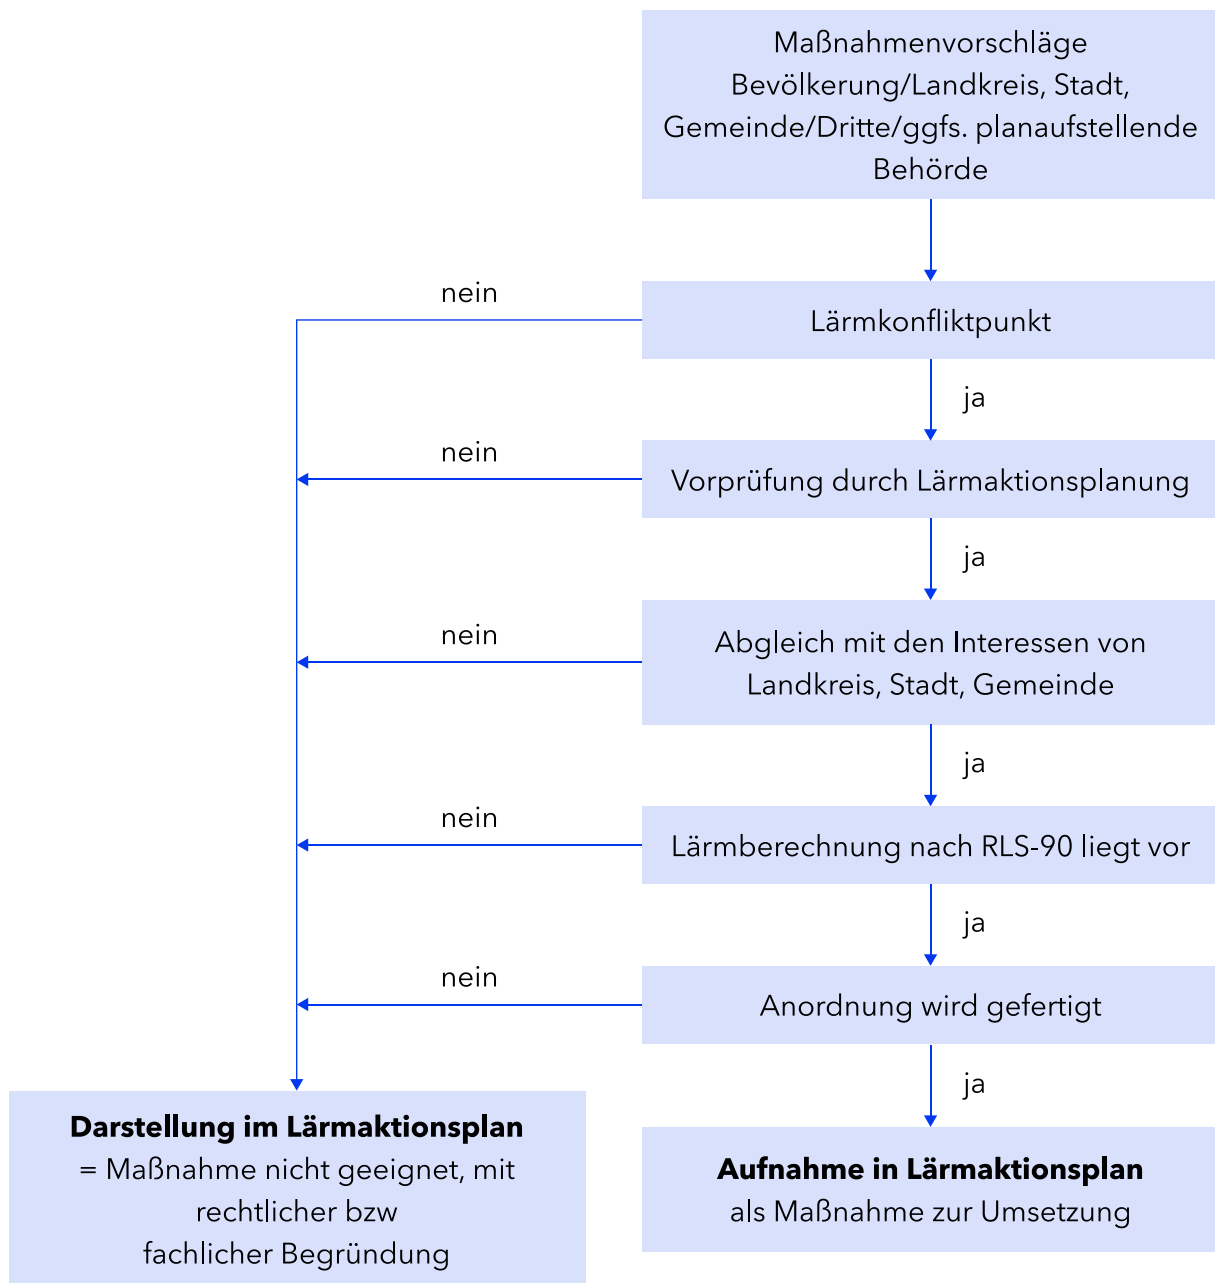 Maßnahmenvorschläge
Bevölkerung/Landkreis, Stadt,
Gemeinde/Dritte/ggfs. planaufstellende
Behörde
nein
Lärmkonfliktpunkt
ja
nein
Vorprüfung durch Lärmaktionsplanung
ja
nein
Abgleich mit den Interessen von
Landkreis, Stadt, Gemeinde
ja
nein
Lärmberechnung nach RLS-90 liegt vor
ja
nein
Anordnung wird gefertigt
ja
Darstellung im Lärmaktionsplan
= Maßnahme nicht geeignet, mit
rechtlicher bzw
fachlicher Begründung
Aufnahme in Lärmaktionsplan
als Maßnahme zur Umsetzung